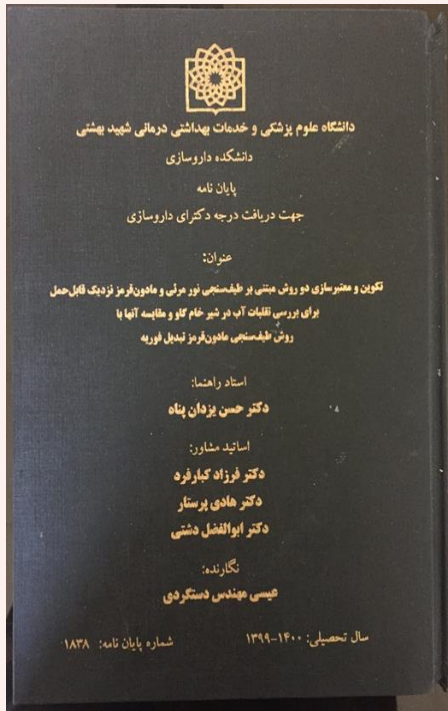 دانشگاه علوم پزشکی و خدمات بهداشتی درمانی شهید بهشتی
دانشکده داروسازی
پایان نامه
جهت دریافت درجه دکترای داروسازی
عنوان:
تکوین و معتبرسازی دو روش مبتنی بر طیف‌سنجی نور مرئی و مادون‌قرمز نزدیک قابل‌حمل
برای بررسی تقلبات آب در شیر خام گاو و مقایسه آنها با
روش طیف‌سنجی مادون‌قرمز تبدیل فوریه
استاد راهنما:
دکتر حسن یزدان پناه
اساتید مشاور:
دکتر فرزاد کبارفرد
دکتر هادی پرستار
دکتر ابوالفضل دشتی
نگارنده:
عیسی مهندس دستگردی
سال تحصیلی: ۱۴۰۰-۱۳۹۹ شماره پایان نامه: ۱۸۳۸